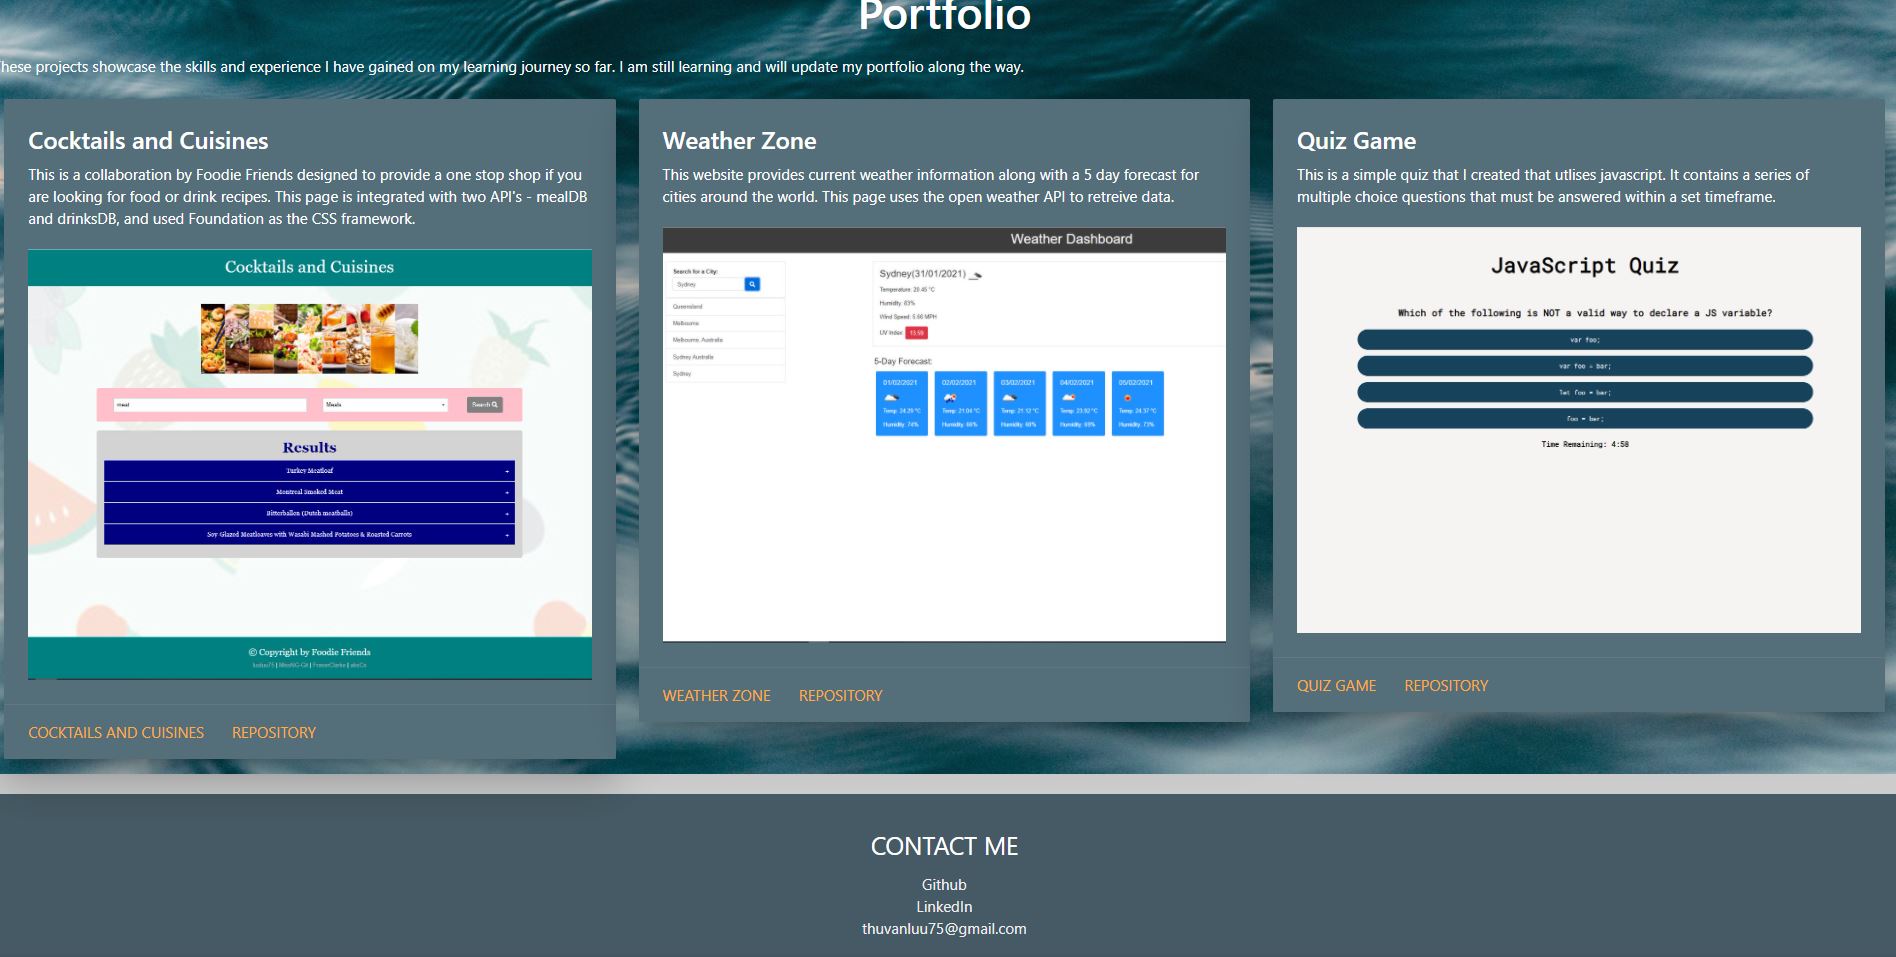 Portfolio
These projects showcase the skills and experience I have gained on my learning journey so far. I am still learning and will update my portfolio along the way.
Cocktails and Cuisines
This is a collaboration by Foodie Friends designed to provide a one stop shop if you
are looking for food or drink recipes. This page is integrated with two API's - mealDB
and drinksDB, and used Foundation as the CSS framework.
Cocktails and Cuisines
meat
Meals
Search
Results
Turkey Meatloaf
+
Montreal Smoked Meat
+
Bitterballen (Dutch meatballs)
+
Soy-Glazed Meatloaves with Wasabi Mashed Potatoes & Roasted Carrots
+
© Copyright by Foodie Friends
COCKTAILS AND CUISINES REPOSITORY
Weather Zone
This website provides current weather information along with a 5 day forecast for
cities around the world. This page uses the open weather API to retreive data.
Weather Dashboard
Search for a City:
Sydney
Queensland
Melbourne
Melbourne, Australia
Sydney Australia
Sydney
Sydney(31/01/2021)
Temperature: 20.45 °C
Humidity: 83%
Wind Speed: 5.66 MPH
UV Index: 13.59
5-Day Forecast:
01/02/2021 02/02/2021 03/02/2021 04/02/2021 05/02/2021
Temp: 24.29 °C Temp: 21.04 °C Temp: 21.12 °C Temp: 23.92 °C Temp: 24.37 °C
Humidity: 74% Humidity: 66% Humidity: 68% Humidity: 69% Humidity: 73%
WEATHER ZONE REPOSITORY
Quiz Game
This is a simple quiz that I created that utlises javascript. It contains a series of
multiple choice questions that must be answered within a set timeframe.
JavaScript Quiz
Which of the following is NOT a valid way to declare a JS variable?
var foo;
var foo = bar;
let foo = bar;
foo = bar;
Time Remaining: 4:58
QUIZ GAME REPOSITORY
CONTACT ME
Github
LinkedIn
thuvanluu75@gmail.com